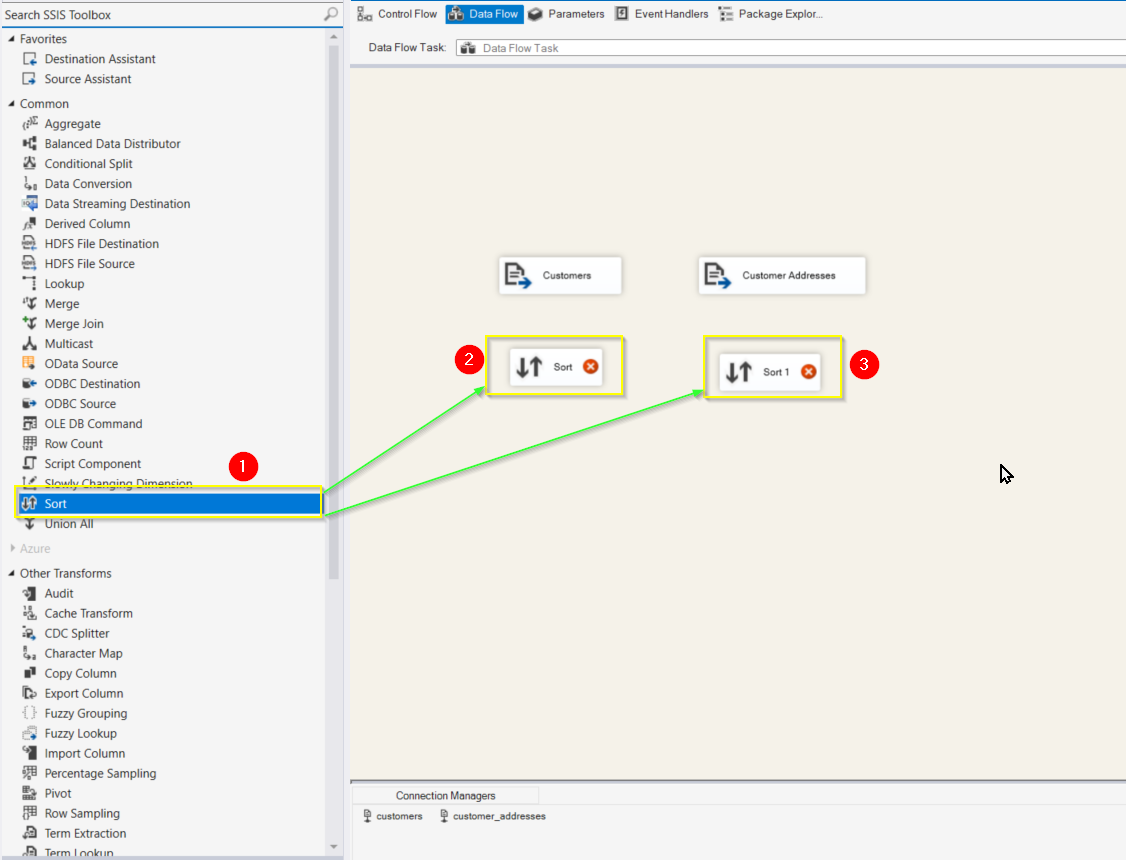 Search SSIS Toolbox
Favorites
Destination Assistant
Source Assistant
Common
Aggregate
Balanced Data Distributor
Conditional Split
Data Conversion
Data Streaming Destination
Derived Column
HDFS File Destination
HDFS File Source
Lookup
Merge
Merge Join
Multicast
OData Source
ODBC Destination
ODBC Source
OLE DB Command
Row Count
Script Component
1
Slowly Changing Dimension
Sort
Union All
Azure
Other Transforms
Audit
Cache Transform
CDC Splitter
Character Map
Copy Column
Export Column
Fuzzy Grouping
Fuzzy Lookup
Import Column
Percentage Sampling
Pivot
Row Sampling
Term Extraction
Term Lookup
Control Flow Data Flow Parameters Event Handlers Package Explor...
Data Flow Task: Data Flow Task
Customers Customer Addresses
2 Sort Sort 1 3
Connection Managers
customers customer_addresses